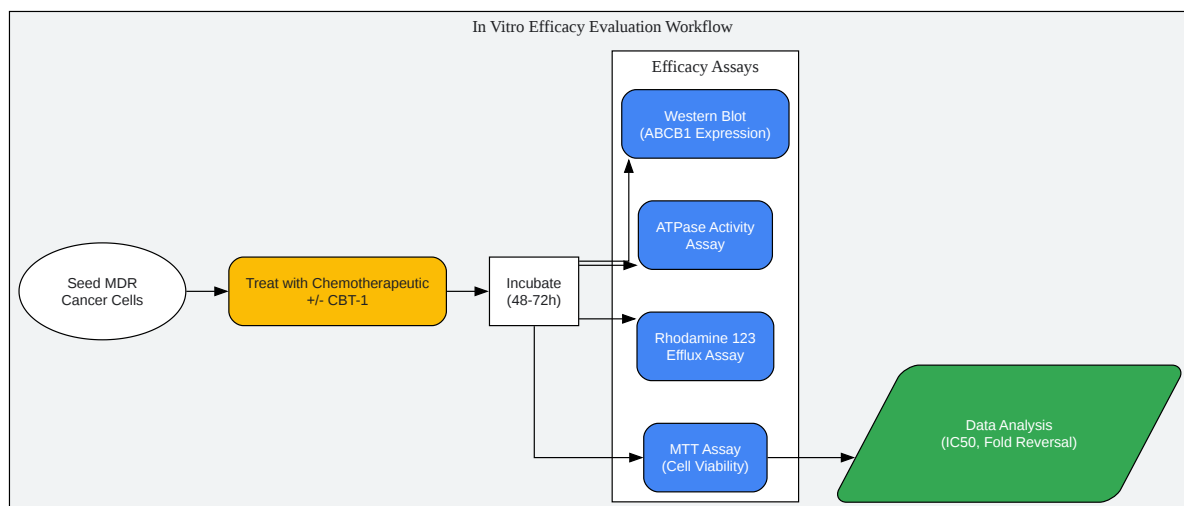 In Vitro Efficacy Evaluation Workflow
Efficacy Assays
Western Blot
(ABCB1 Expression)
ATPase Activity
Assay
Seed MDR
Cancer Cells
Treat with Chemotherapeutic
+/- CBT-1
Incubate
(48-72h)
Rhodamine 123
Efflux Assay
MTT Assay
(Cell Viability)
Data Analysis
(IC50, Fold Reversal)